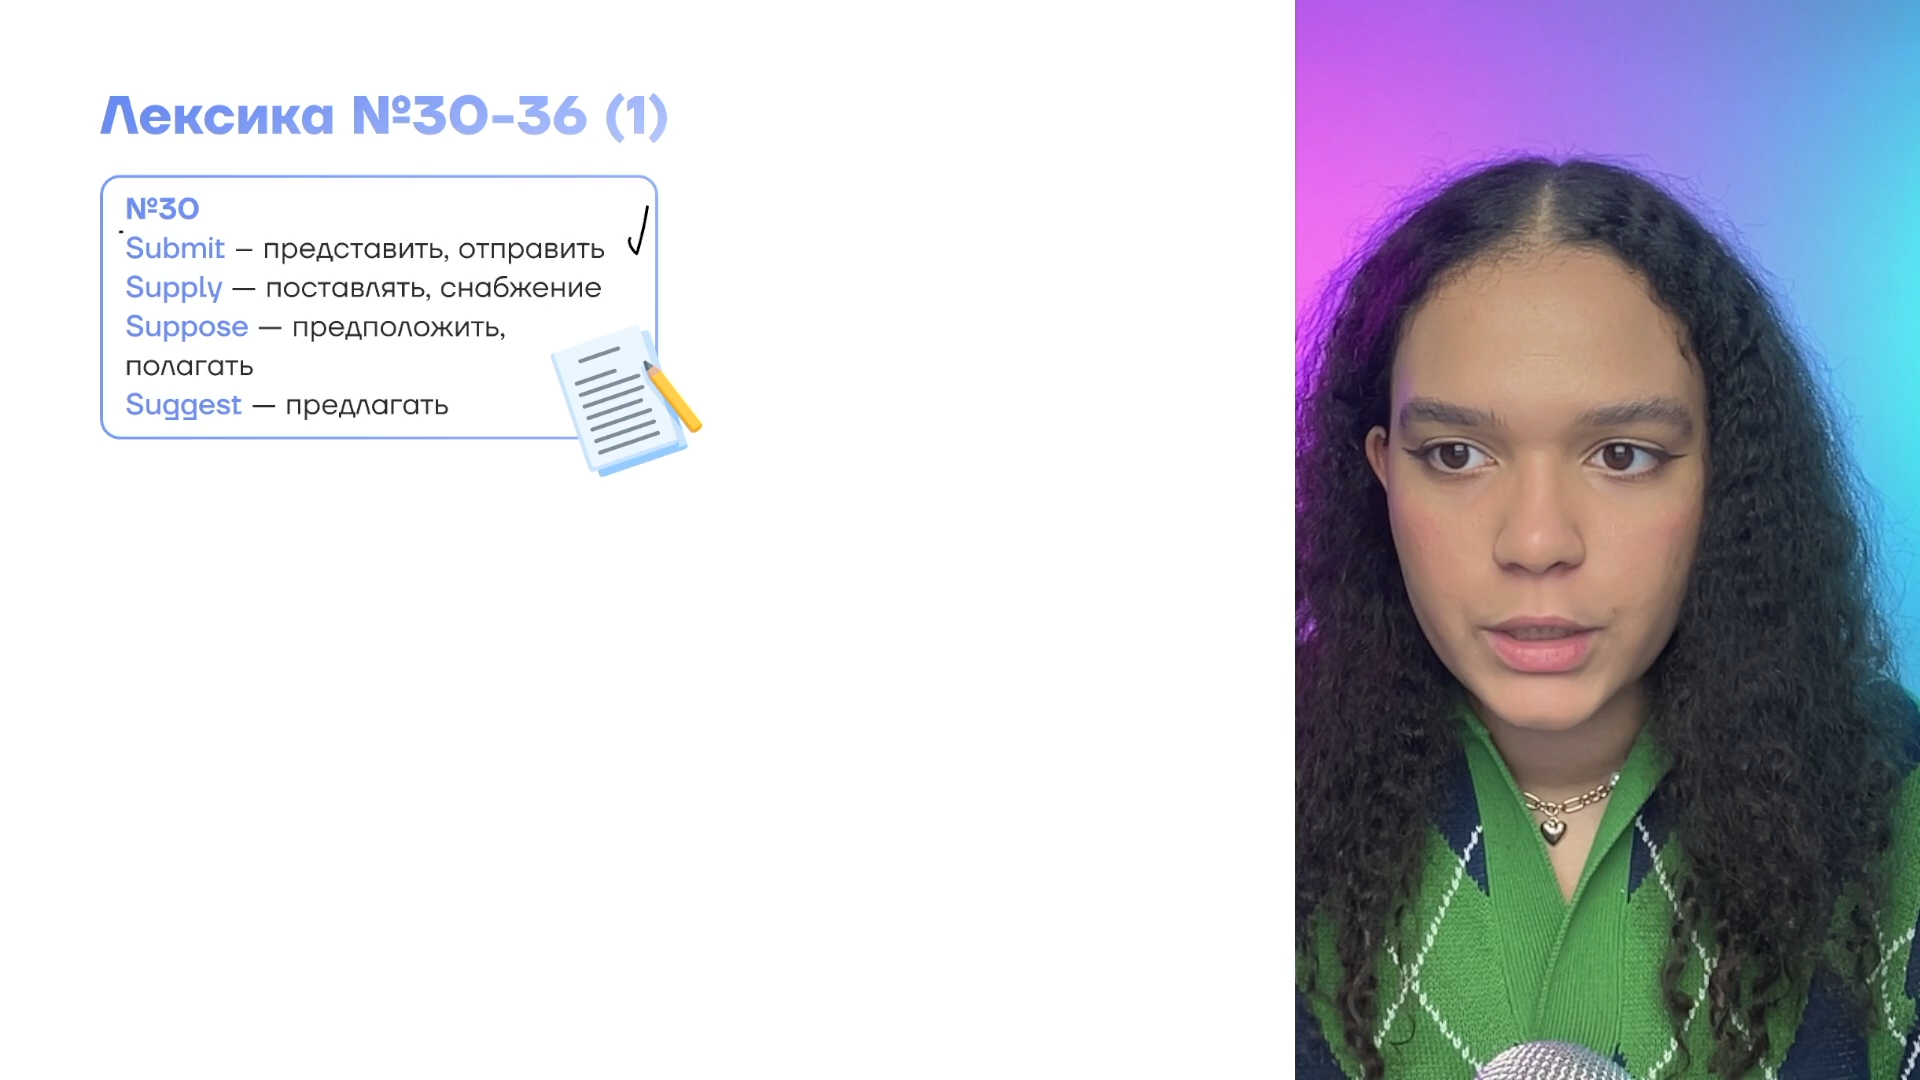 Лексика №30-36 (1)
№30
Submit – представить, отправить
Supply — поставлять, снабжение
Suppose — предположить,
полагать
Suggest — предлагать